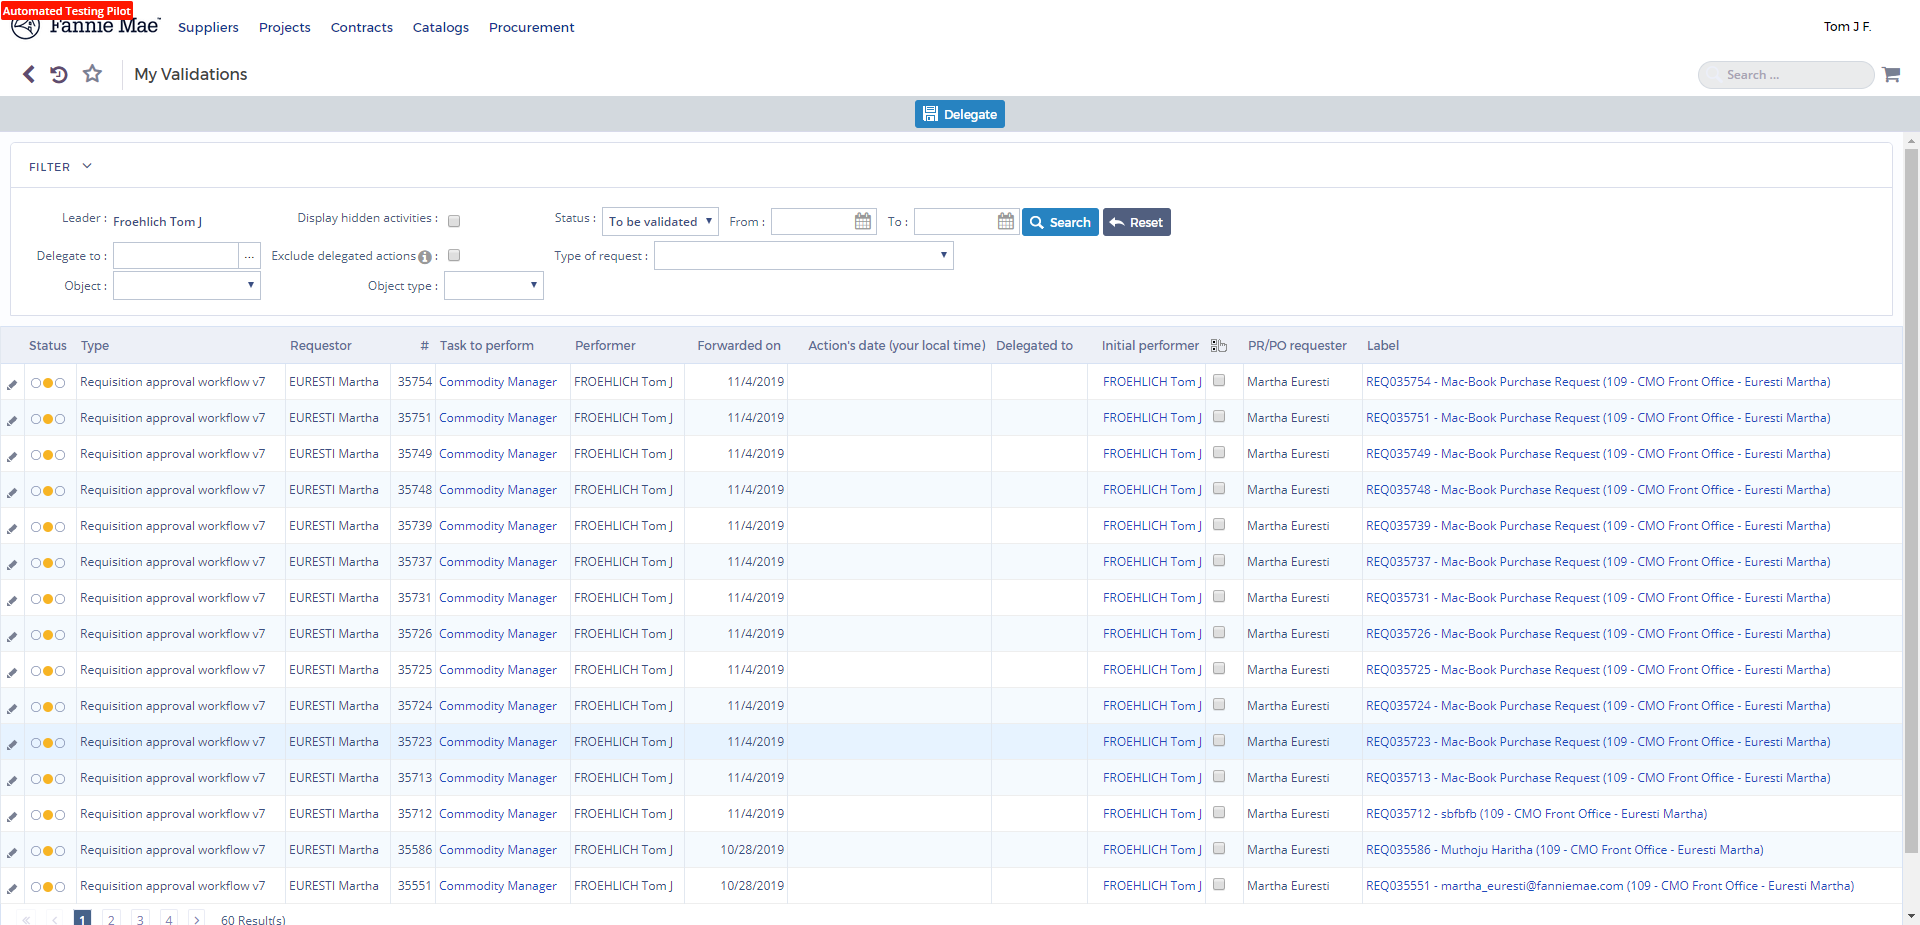 Automated Testing Pilot
Fannie Mae Suppliers Projects Contracts Catalogs Procurement Tom J F.
My Validations Search ...
Delegate
FILTER
Leader : Froehlich Tom J Display hidden activities : Status : To be validated From : To : Search Reset
Delegate to : ... Exclude delegated actions : Type of request :
Object : Object type :
Status Type Requestor # Task to perform Performer Forwarded on Action's date (your local time) Delegated to Initial performer PR/PO requester Label
Requisition approval workflow v7 EURESTI Martha 35754 Commodity Manager FROEHLICH Tom J 11/4/2019 FROEHLICH Tom J Martha Euresti REQ035754 - Mac-Book Purchase Request (109 - CMO Front Office - Euresti Martha)
Requisition approval workflow v7 EURESTI Martha 35751 Commodity Manager FROEHLICH Tom J 11/4/2019 FROEHLICH Tom J Martha Euresti REQ035751 - Mac-Book Purchase Request (109 - CMO Front Office - Euresti Martha)
Requisition approval workflow v7 EURESTI Martha 35749 Commodity Manager FROEHLICH Tom J 11/4/2019 FROEHLICH Tom J Martha Euresti REQ035749 - Mac-Book Purchase Request (109 - CMO Front Office - Euresti Martha)
Requisition approval workflow v7 EURESTI Martha 35748 Commodity Manager FROEHLICH Tom J 11/4/2019 FROEHLICH Tom J Martha Euresti REQ035748 - Mac-Book Purchase Request (109 - CMO Front Office - Euresti Martha)
Requisition approval workflow v7 EURESTI Martha 35739 Commodity Manager FROEHLICH Tom J 11/4/2019 FROEHLICH Tom J Martha Euresti REQ035739 - Mac-Book Purchase Request (109 - CMO Front Office - Euresti Martha)
Requisition approval workflow v7 EURESTI Martha 35737 Commodity Manager FROEHLICH Tom J 11/4/2019 FROEHLICH Tom J Martha Euresti REQ035737 - Mac-Book Purchase Request (109 - CMO Front Office - Euresti Martha)
Requisition approval workflow v7 EURESTI Martha 35731 Commodity Manager FROEHLICH Tom J 11/4/2019 FROEHLICH Tom J Martha Euresti REQ035731 - Mac-Book Purchase Request (109 - CMO Front Office - Euresti Martha)
Requisition approval workflow v7 EURESTI Martha 35726 Commodity Manager FROEHLICH Tom J 11/4/2019 FROEHLICH Tom J Martha Euresti REQ035726 - Mac-Book Purchase Request (109 - CMO Front Office - Euresti Martha)
Requisition approval workflow v7 EURESTI Martha 35725 Commodity Manager FROEHLICH Tom J 11/4/2019 FROEHLICH Tom J Martha Euresti REQ035725 - Mac-Book Purchase Request (109 - CMO Front Office - Euresti Martha)
Requisition approval workflow v7 EURESTI Martha 35724 Commodity Manager FROEHLICH Tom J 11/4/2019 FROEHLICH Tom J Martha Euresti REQ035724 - Mac-Book Purchase Request (109 - CMO Front Office - Euresti Martha)
Requisition approval workflow v7 EURESTI Martha 35723 Commodity Manager FROEHLICH Tom J 11/4/2019 FROEHLICH Tom J Martha Euresti REQ035723 - Mac-Book Purchase Request (109 - CMO Front Office - Euresti Martha)
Requisition approval workflow v7 EURESTI Martha 35713 Commodity Manager FROEHLICH Tom J 11/4/2019 FROEHLICH Tom J Martha Euresti REQ035713 - Mac-Book Purchase Request (109 - CMO Front Office - Euresti Martha)
Requisition approval workflow v7 EURESTI Martha 35712 Commodity Manager FROEHLICH Tom J 11/4/2019 FROEHLICH Tom J Martha Euresti REQ035712 - sbfbfb (109 - CMO Front Office - Euresti Martha)
Requisition approval workflow v7 EURESTI Martha 35586 Commodity Manager FROEHLICH Tom J 10/28/2019 FROEHLICH Tom J Martha Euresti REQ035586 - Muthoju Haritha (109 - CMO Front Office - Euresti Martha)
Requisition approval workflow v7 EURESTI Martha 35551 Commodity Manager FROEHLICH Tom J 10/28/2019 FROEHLICH Tom J Martha Euresti REQ035551 - martha_euresti@fanniemae.com (109 - CMO Front Office - Euresti Martha)
« < 1 2 3 4 > 60 Result(s)